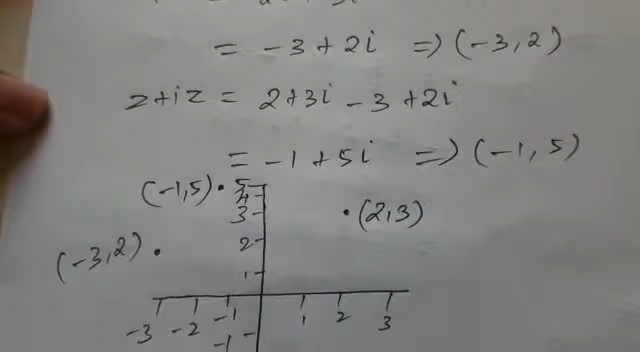 = -3 + 2i ⇒ (-3, 2)
z+iz = 2+3i - 3 + 2i
= -1 + 5i ⇒ (-1, 5)
(-1,5) 5
4
3 (2,3)
2
(-3,2)
1
-3 -2 -1 1 2 3
-1